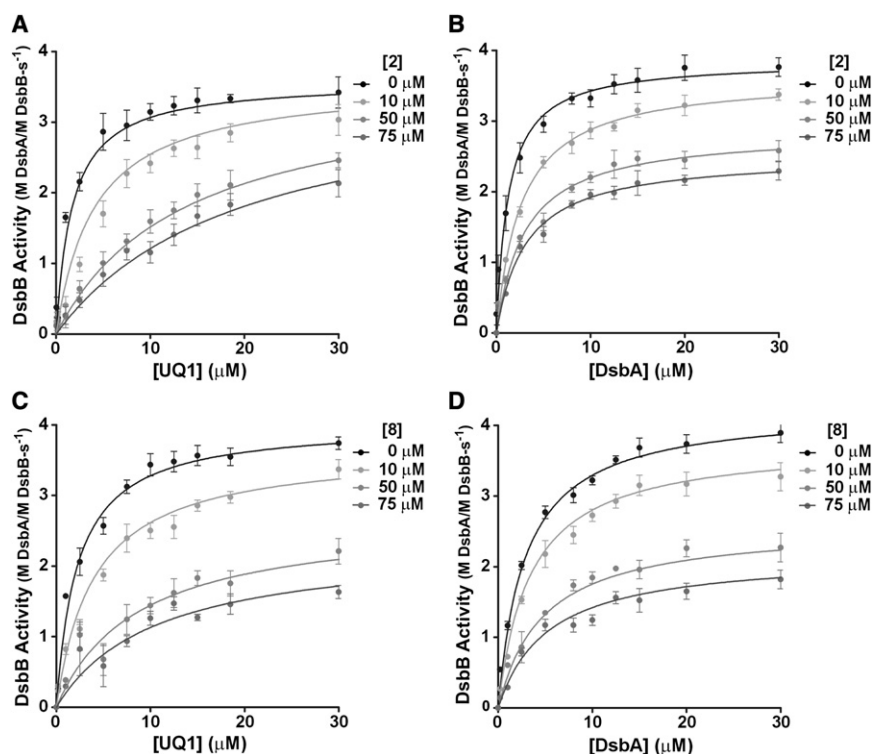 A
DsbB Activity (M DsbA/M DsbB-s⁻¹)
4
3
2
1
0
0
10
20
30
[UQ1] (μM)
[2]
0 μM
10 μM
50 μM
75 μM
B
DsbB Activity (M DsbA/M DsbB-s⁻¹)
4
3
2
1
0
0
10
20
30
[DsbA] (μM)
[2]
0 μM
10 μM
50 μM
75 μM
C
DsbB Activity (M DsbA/M DsbB-s⁻¹)
4
3
2
1
0
0
10
20
30
[UQ1] (μM)
[8]
0 μM
10 μM
50 μM
75 μM
D
DsbB Activity (M DsbA/M DsbB-s⁻¹)
4
3
2
1
0
0
10
20
30
[DsbA] (μM)
[8]
0 μM
10 μM
50 μM
75 μM